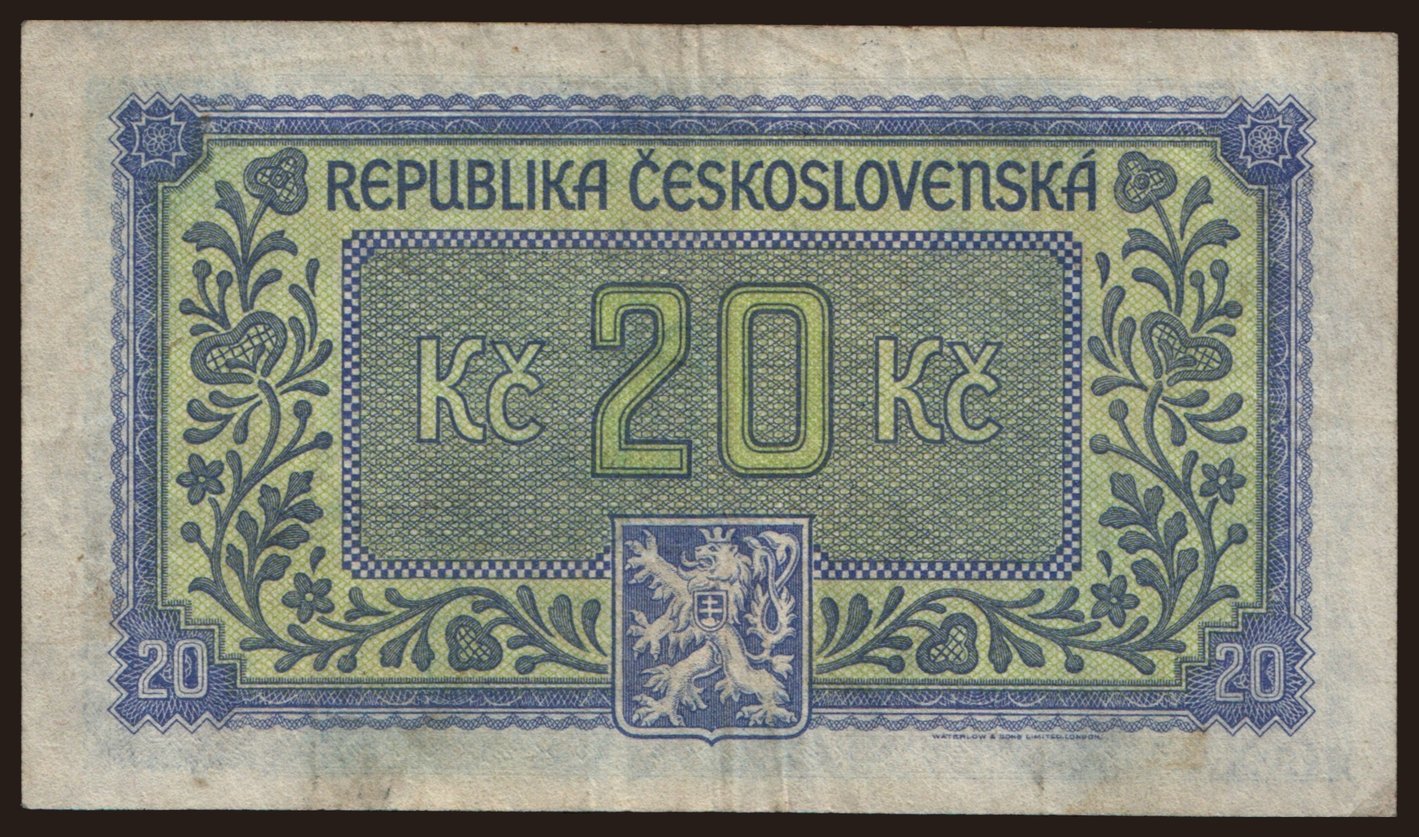 REPUBLIKA ČESKOSLOVENSKÁ
Kč 20 Kč
20 20
WATERLOW & SONS LIMITED, LONDON.